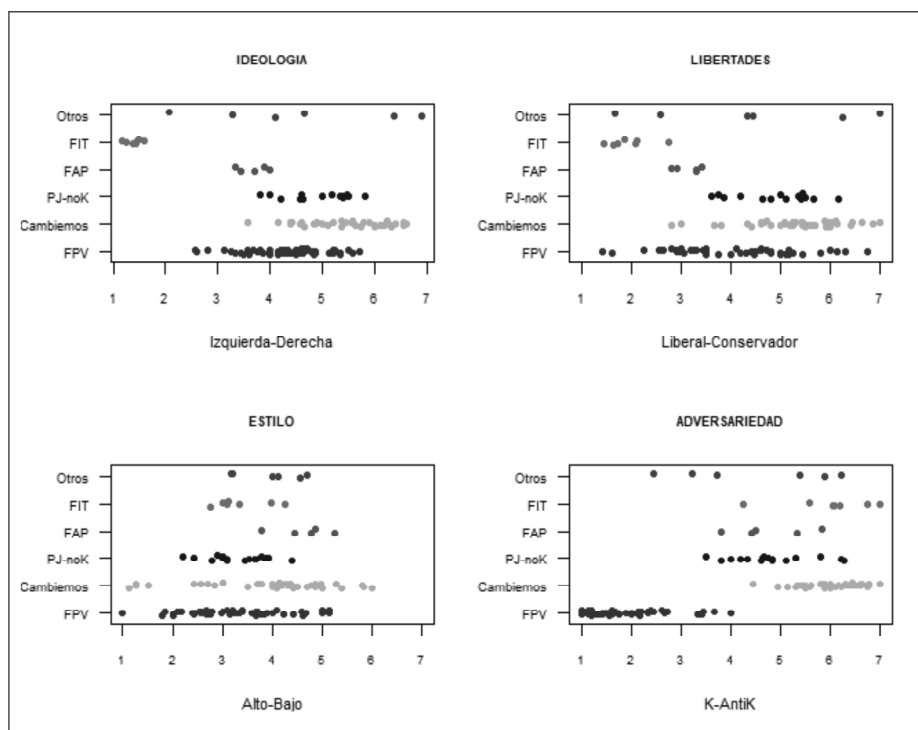 IDEOLOGIA
Otros
FIT
FAP
PJ-noK
Cambiemos
FPV
1 2 3 4 5 6 7
Izquierda-Derecha
LIBERTADES
Otros
FIT
FAP
PJ-noK
Cambiemos
FPV
1 2 3 4 5 6 7
Liberal-Conservador
ESTILO
Otros
FIT
FAP
PJ-noK
Cambiemos
FPV
1 2 3 4 5 6 7
Alto-Bajo
ADVERSARIEDAD
Otros
FIT
FAP
PJ-noK
Cambiemos
FPV
1 2 3 4 5 6 7
K-AntiK